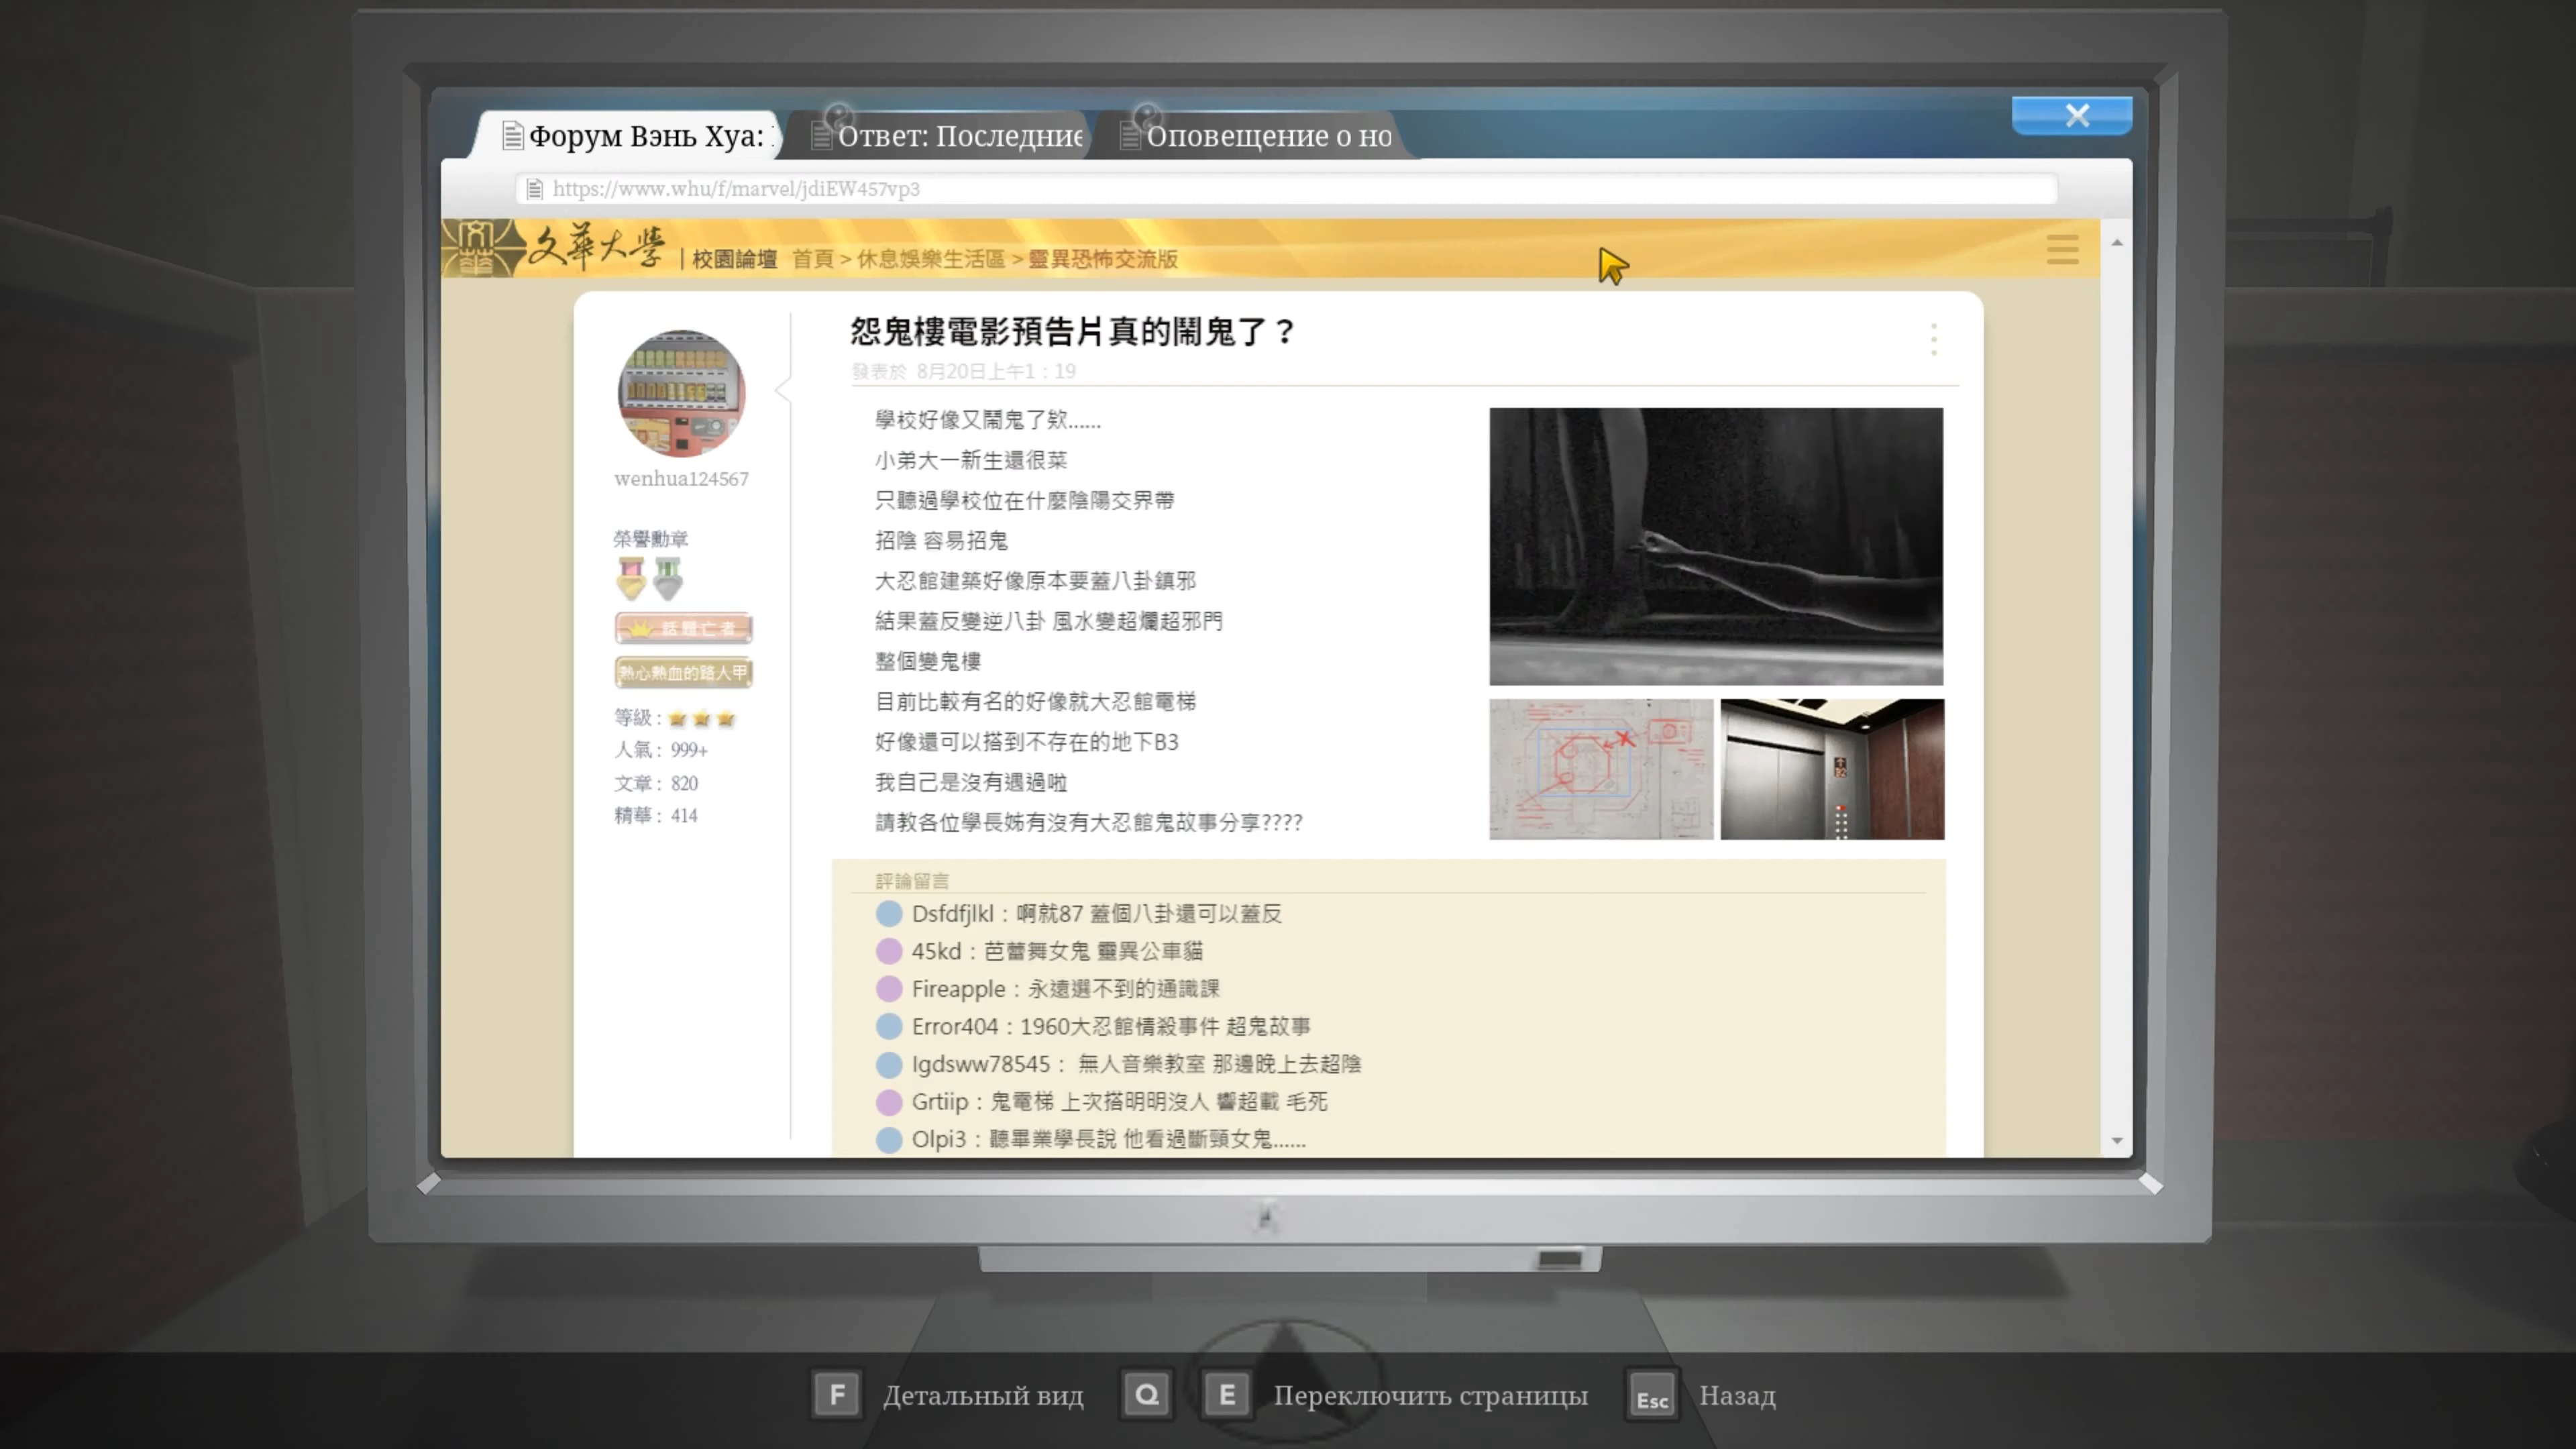 Форум Вэнь Хуа:
Ответ: Последние
Оповещение о но
https://www.whu/f/marvel/jdiEW457vp3
文華大學 | 校園論壇 首頁 > 休息娛樂生活區 > 靈異恐怖交流版
怨鬼樓電影預告片真的鬧鬼了？
發表於 8月20日上午1：19
wenhua124567
榮譽勳章
話題亡者
熱心熱血的路人甲
等級：
人氣：999+
文章：820
精華：414
學校好像又鬧鬼了欸......
小弟大一新生還很菜
只聽過學校位在什麼陰陽交界帶
招陰 容易招鬼
大忍館建築好像原本要蓋八卦鎮邪
結果蓋反變逆八卦 風水變超爛超邪門
整個變鬼樓
目前比較有名的好像就大忍館電梯
好像還可以搭到不存在的地下B3
我自己是沒有遇過啦
請教各位學長姊有沒有大忍館鬼故事分享????
評論留言
Dsfdfjlkl：啊就87 蓋個八卦還可以蓋反
45kd：芭蕾舞女鬼 靈異公車貓
Fireapple：永遠選不到的通識課
Error404：1960大忍館情殺事件 超鬼故事
Igdsww78545： 無人音樂教室 那邊晚上去超陰
Grtiip：鬼電梯 上次搭明明沒人 響超載 毛死
Olpi3：聽畢業學長說 他看過斷頸女鬼......
F Детальный вид Q E Переключить страницы Esc Назад